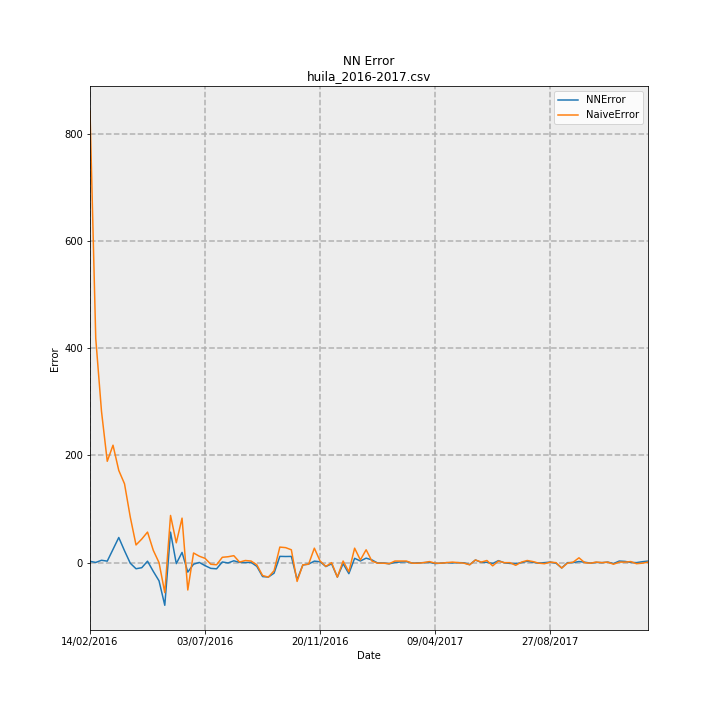 NN Error
huila_2016-2017.csv
NNError
NaiveError
800
600
400
200
0
Error
14/02/2016
03/07/2016
20/11/2016
09/04/2017
27/08/2017
Date